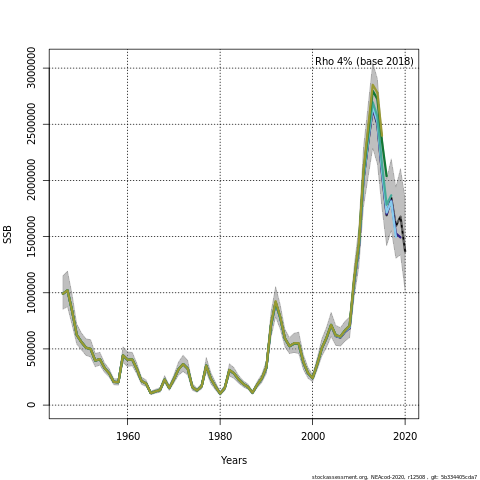 Rho 4% (base 2018)
3000000
2500000
2000000
1500000
1000000
500000
0
SSB
1960
1980
2000
2020
Years
stockassessment.org, NEAcod-2020, r12508 , git: 5b334405cda7